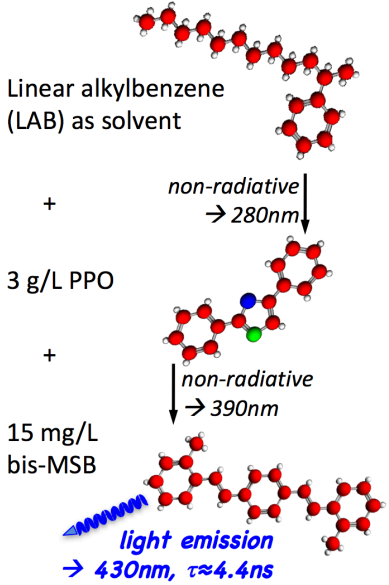 Linear alkylbenzene
(LAB) as solvent
non-radiative
→ 280nm
+
3 g/L PPO
+
non-radiative
→ 390nm
15 mg/L
bis-MSB
light emission
→ 430nm, τ≈4.4ns